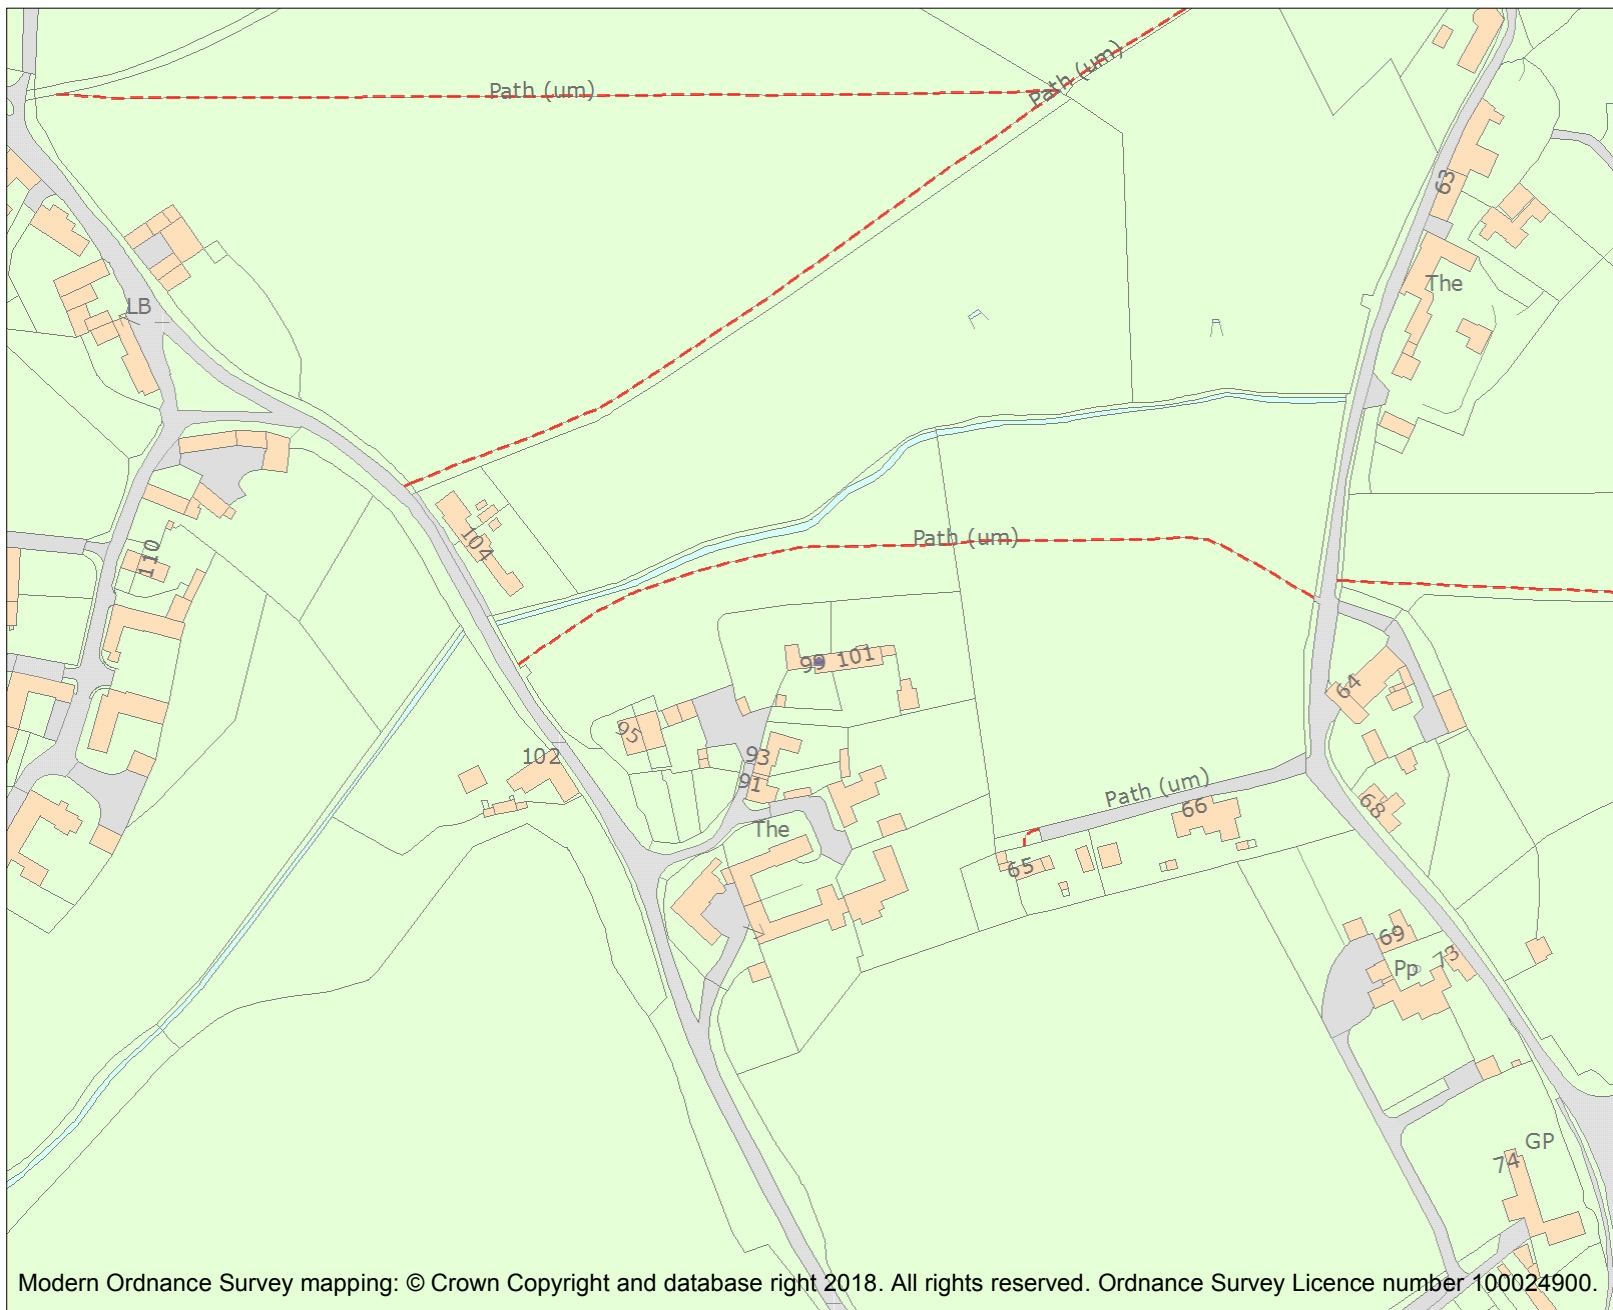 Path (um)
Path (um)
63
The
LB
Path (um)
104
110
99 101
64
95
102
93
91
Path (um)
66
68
The
65
69
73
Pp
GP
74
Modern Ordnance Survey mapping: © Crown Copyright and database right 2018. All rights reserved. Ordnance Survey Licence number 100024900.